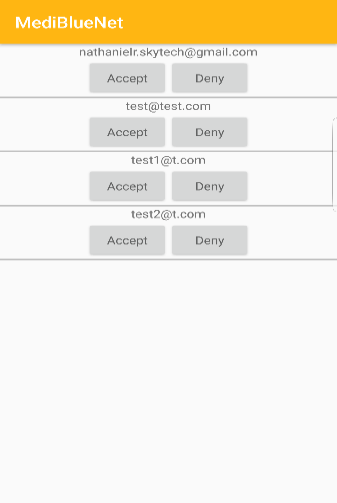 MediBlueNet
nathanielr.skytech@gmail.com
Accept Deny
test@test.com
Accept Deny
test1@t.com
Accept Deny
test2@t.com
Accept Deny